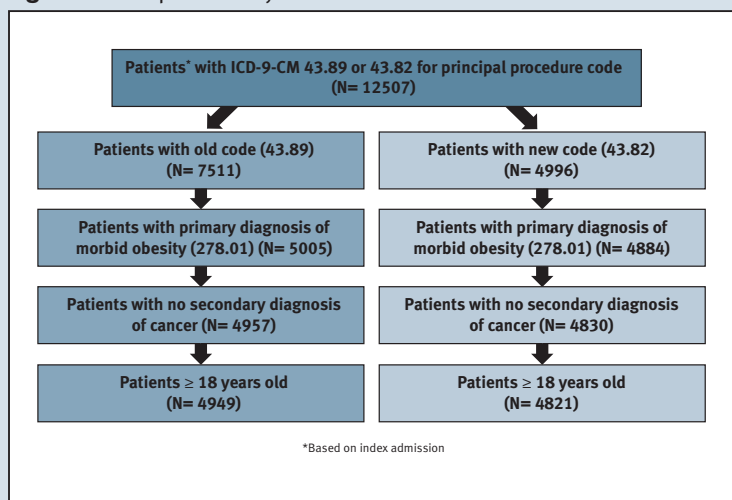 Patients* with ICD-9-CM 43.89 or 43.82 for principal procedure code
(N= 12507)
Patients with old code (43.89)
(N= 7511)
Patients with new code (43.82)
(N= 4996)
Patients with primary diagnosis of
morbid obesity (278.01) (N= 5005)
Patients with primary diagnosis of
morbid obesity (278.01) (N= 4884)
Patients with no secondary diagnosis
of cancer (N= 4957)
Patients with no secondary diagnosis
of cancer (N= 4830)
Patients ≥ 18 years old
(N= 4949)
Patients ≥ 18 years old
(N= 4821)
*Based on index admission